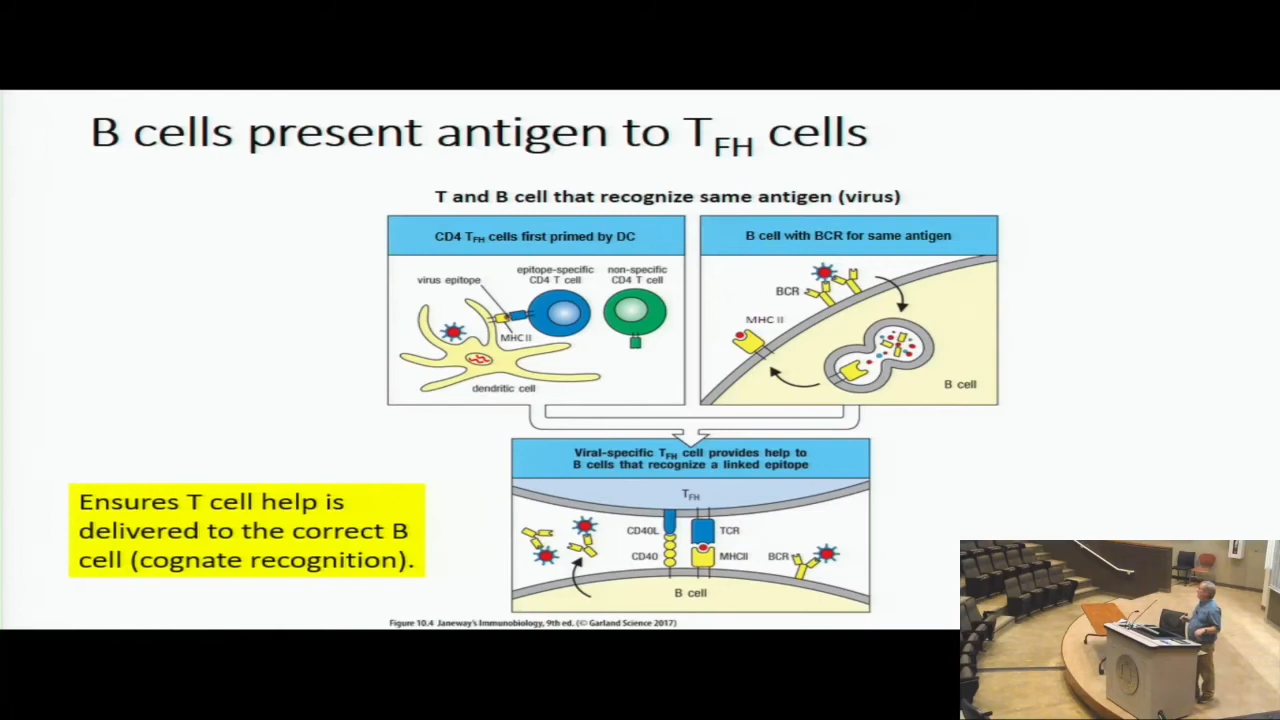 B cells present antigen to TFH cells
T and B cell that recognize same antigen (virus)
CD4 TFH cells first primed by DC
virus epitope
epitope-specific
CD4 T cell
non-specific
CD4 T cell
MHC II
dendritic cell
B cell with BCR for same antigen
BCR
MHC II
B cell
Viral-specific TFH cell provides help to
B cells that recognize a linked epitope
TFH
CD40L
TCR
CD40
MHCII
BCR
B cell
Ensures T cell help is
delivered to the correct B
cell (cognate recognition).
Figure 10.4 Janeway's Immunobiology, 9th ed. (© Garland Science 2017)